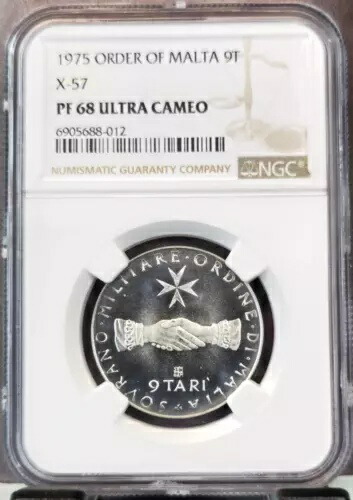 1975 ORDER OF MALTA 9T
X-57
PF 68 ULTRA CAMEO
6905688-012
NUMISMATIC GUARANTY COMPANY
NGC®
SOVRANO · MILITARE · ORDINE · DI · MALTA
9 TARI